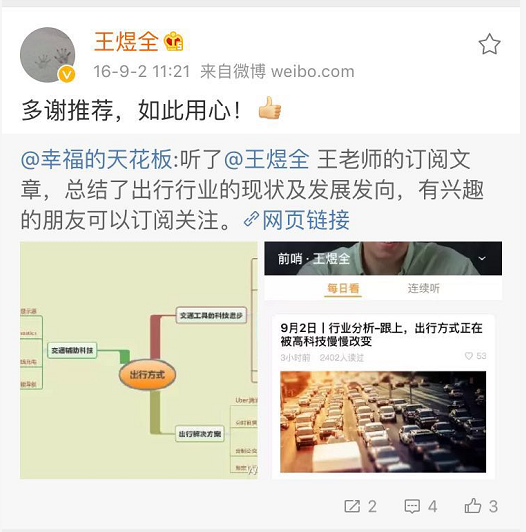 王煜全
16-9-2 11:21 来自微博 weibo.com
多谢推荐，如此用心！
@幸福的天花板:听了@王煜全 王老师的订阅文
章，总结了出行行业的现状及发展发向，有兴趣
的朋友可以订阅关注。网页链接
交通工具的科技进步
交通辅助科技
出行方式
出行解决方案
Uber
前哨·王煜全
每日看
连续听
9月2日丨行业分析-跟上，出行方式正在
被高科技慢慢改变
3小时前 2402人读过
53
2
4
3